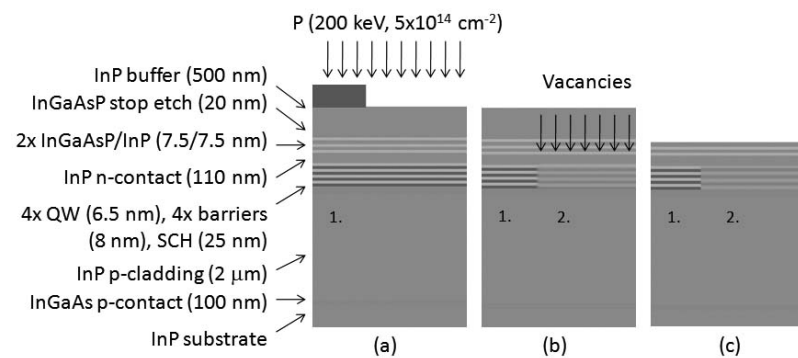 P (200 keV, 5x10¹⁴ cm⁻²)
InP buffer (500 nm)
InGaAsP stop etch (20 nm)
2x InGaAsP/InP (7.5/7.5 nm)
InP n-contact (110 nm)
4x QW (6.5 nm), 4x barriers
(8 nm), SCH (25 nm)
InP p-cladding (2 μm)
InGaAs p-contact (100 nm)
InP substrate
1.
(a)
Vacancies
1. 2.
(b)
1. 2.
(c)